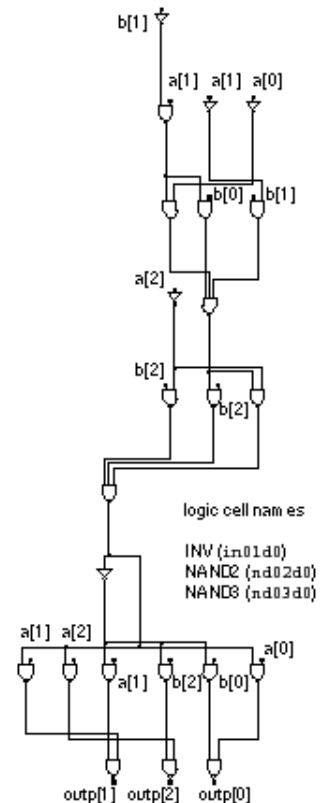 b[1]
a[1] a[1] a[0]
b[0] b[1]
a[2]
b[2]
b[2]
logic cell names
INV (in01d0)
NAND2 (nd02d0)
NAND3 (nd03d0)
a[1] a[2]
a[0]
a[1] b[2] b[0]
outp[1] outp[2] outp[0]